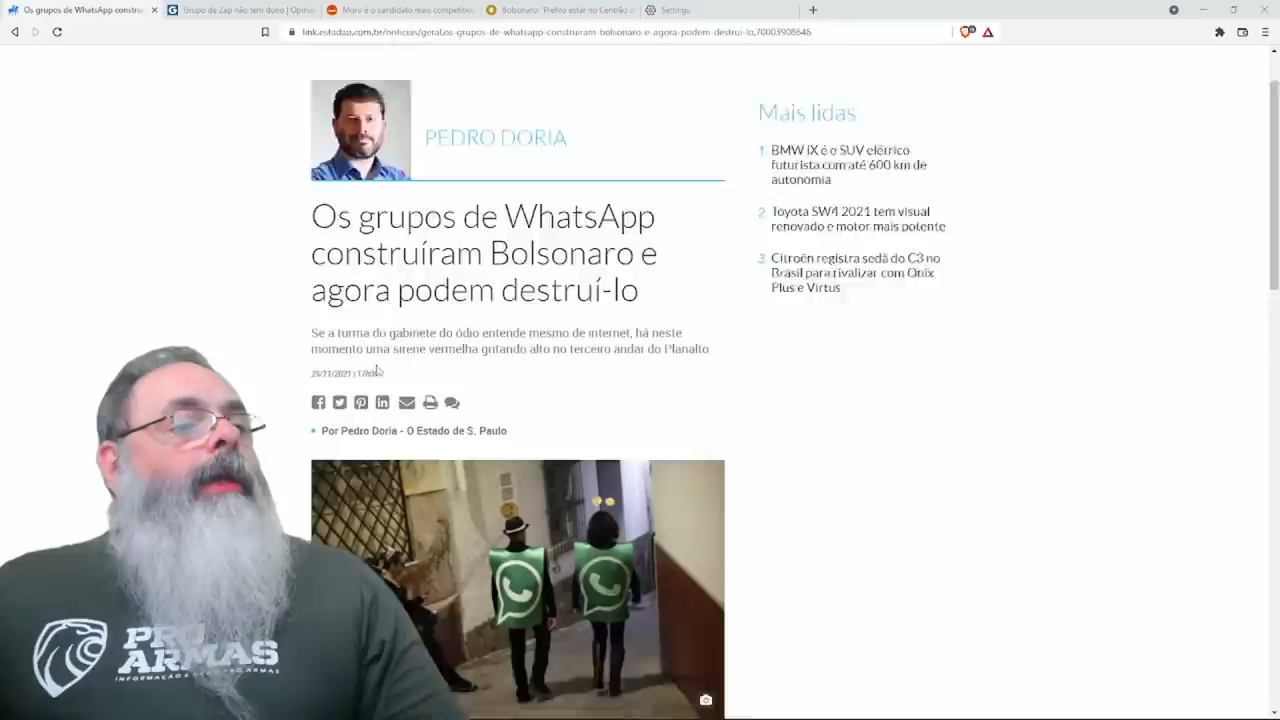 Os grupos de WhatsApp constru
Grupo de Zap não tem dono | Opini
Moro é o candidato mais competitivo
Bolsonaro: 'Prefiro estar no Centrão
Settings
link.estadao.com.br/noticias/geral,os-grupos-de-whatsapp-construiram-bolsonaro-e-agora-podem-destrui-lo,70003908646
PEDRO DORIA
Os grupos de WhatsApp
construíram Bolsonaro e
agora podem destruí-lo
Se a turma do gabinete do ódio entende mesmo de internet, há neste
momento uma sirene vermelha gritando alto no terceiro andar do Planalto
25/11/2021 |
Por Pedro Doria - O Estado de S. Paulo
Mais lidas
1 BMW iX é o SUV elétrico
futurista com até 600 km de
autonomia
2 Toyota SW4 2021 tem visual
renovado e motor mais potente
3 Citroën registra sedã do C3 no
Brasil para rivalizar com Onix
Plus e Virtus
PRO
ARMAS